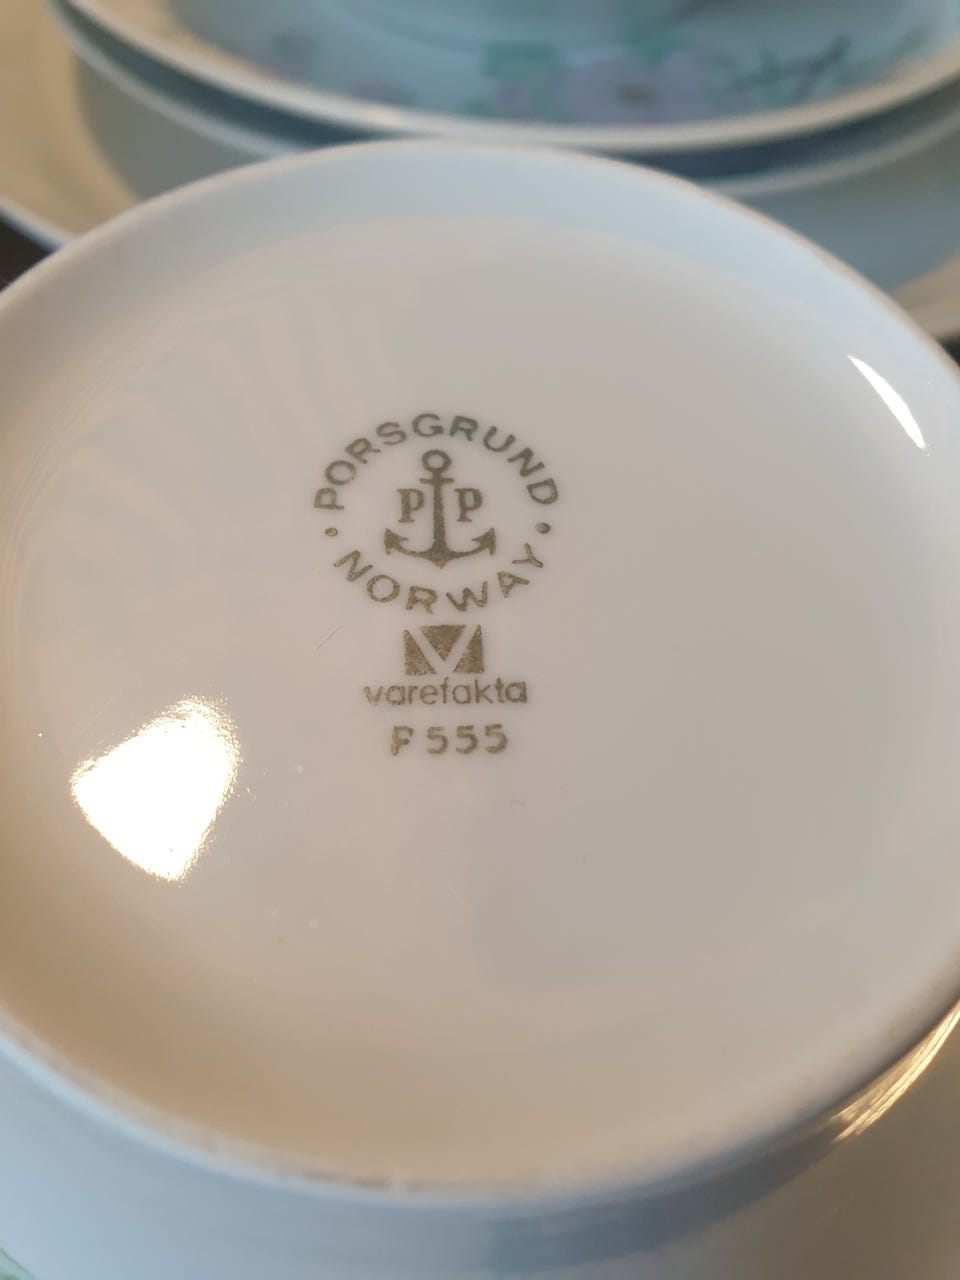 PORSGRUND
P P
NORWAY
varefakta
F 555